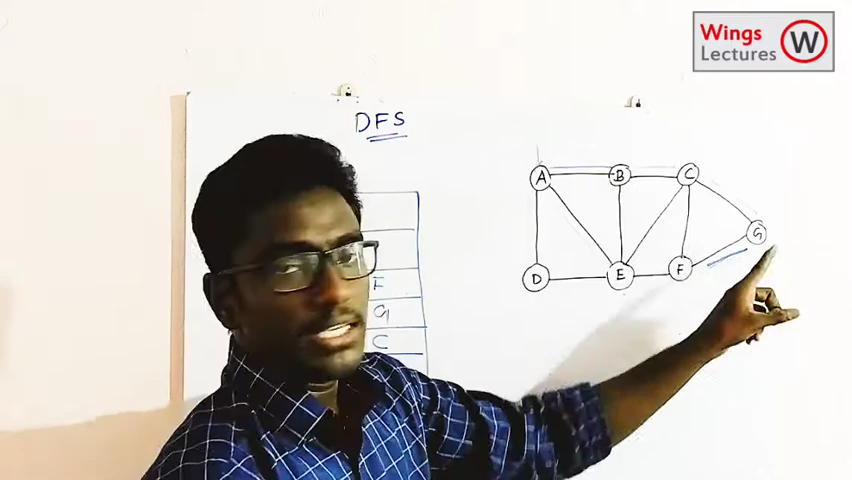 Wings
Lectures
W
DFS
A B C
G
D E F
F
G
C